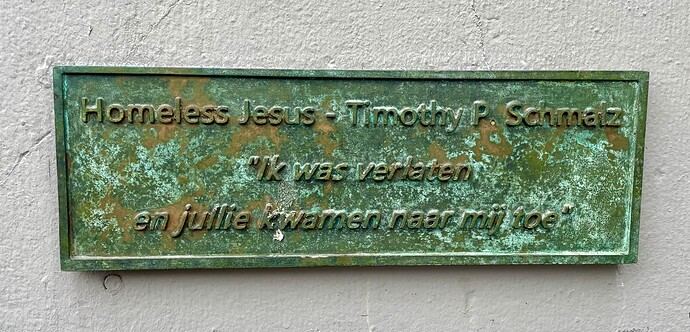 Homeless Jesus - Timothy P. Schmalz
"Ik was verlaten
en jullie kwamen naar mij toe"